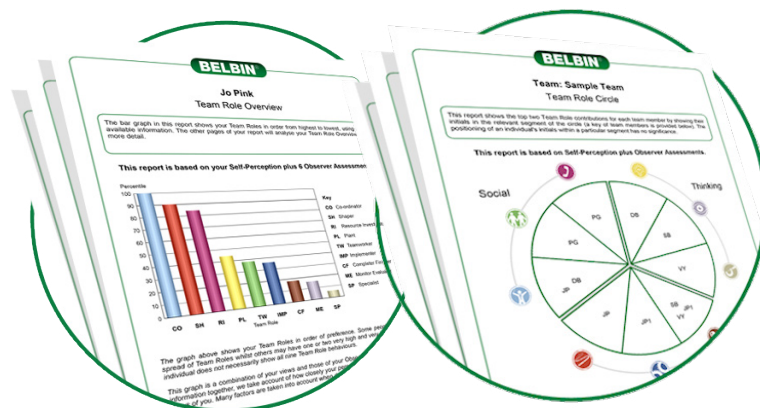 BELBIN
Jo Pink
Team Role Overview
The bar graph in this report shows your Team Roles in order from highest to lowest, using
available information. The other pages of your report will analyse your Team Role Overview
more detail.
This report is based on your Self-Perception plus 6 Observer Assessmen
Percentile
100
90
80
70
60
50
40
30
20
10
0
CO SH RI PL TW IMP CF ME SP
Team Role
Key
CO Co-ordinator
SH Shaper
RI Resource Investi
PL Plant
TW Teamworker
IMP Implementer
CF Completer Fin
ME Monitor Evalua
SP Specialist
The graph above shows your Team Roles in order of preference. Some peo
spread of Team Roles whilst others may have one or two very high and very
individual does not necessarily show all nine Team Role behaviours.
This graph is a combination of your views and those of your Obse
information together, we take account of how closely your
of you. Many factors are taken into account when
BELBIN
Team: Sample Team
Team Role Circle
This report shows the top two Team Role contributions for each team member by showing their
initials in the relevant segment of the circle (a key of team members is provided below). The
positioning of an individual's initials within a particular segment has no significance.
This report is based on Self-Perception plus Observer Assessments.
Social
Thinking
PG
DB
PG
SB
DB
JP
VY
JP
JP1
SB
JP1
VY